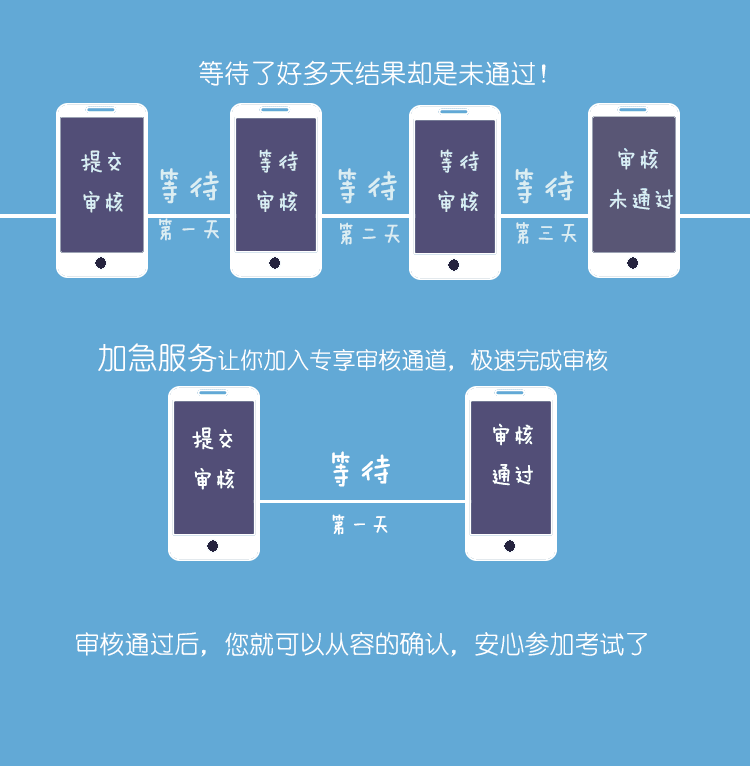 等待了好多天结果却是未通过！
提交
审核
等待
第一天
等待
审核
等待
第二天
等待
审核
等待
第三天
审核
未通过
加急服务让你加入专享审核通道，极速完成审核
提交
审核
等待
第一天
审核
通过
审核通过后，您就可以从容的确认，安心参加考试了